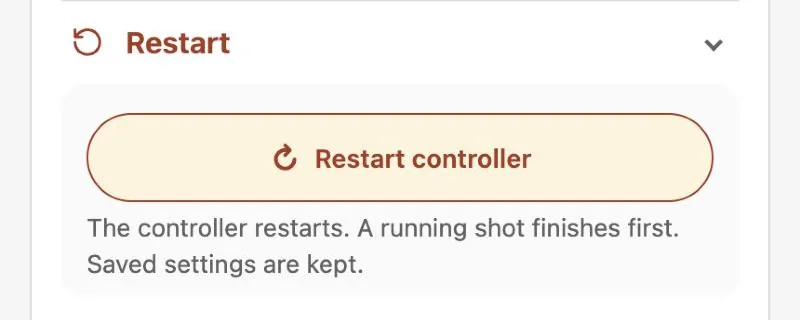 Restart
Restart controller
The controller restarts. A running shot finishes first.
Saved settings are kept.